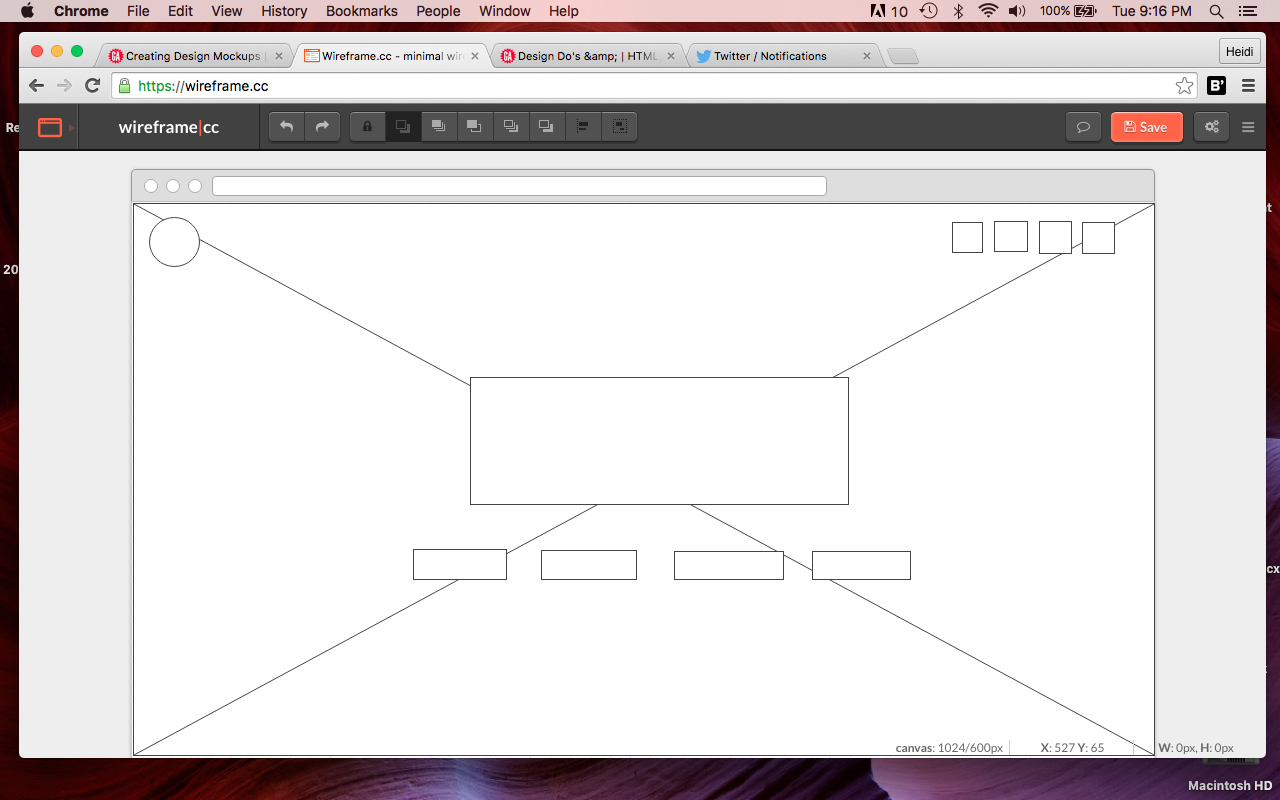 Chrome File Edit View History Bookmarks People Window Help 10 100% Tue 9:16 PM
Creating Design Mockups Wireframe.cc - minimal wir Design Do's &amp; | HTML Twitter / Notifications Heidi
https://wireframe.cc B'
Re
wireframe|cc Save
20
canvas: 1024/600px X: 527 Y: 65 W: 0px, H: 0px
cx
Macintosh HD